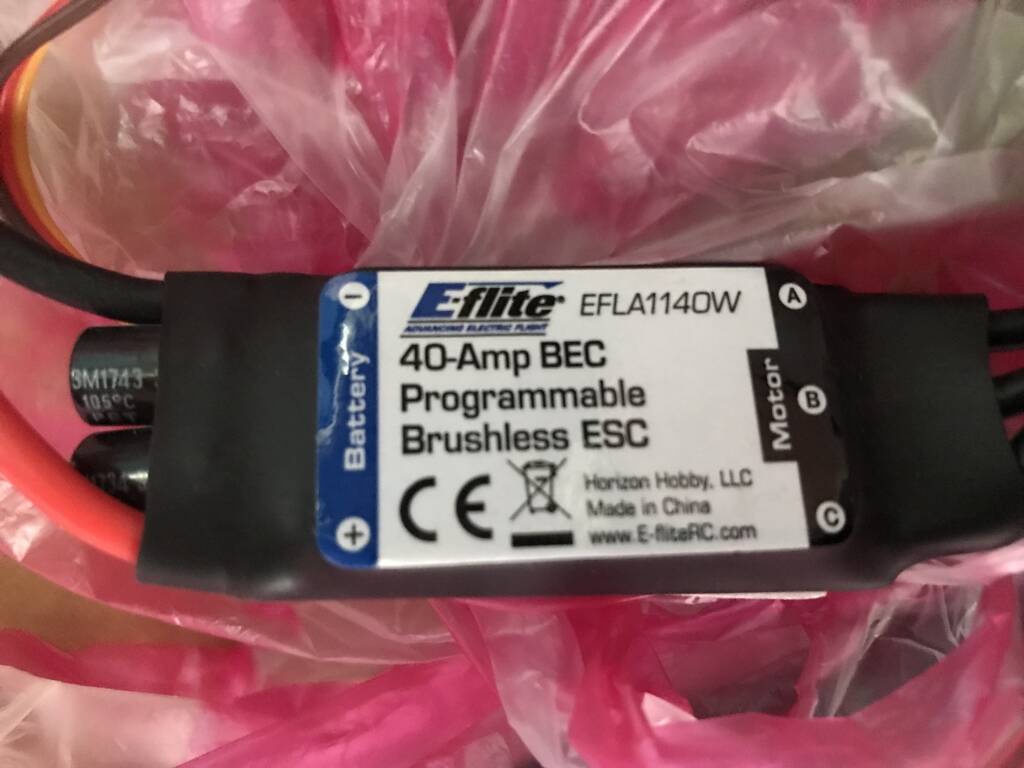 E-flite® EFLA1140W
ADVANCING ELECTRIC FLIGHT
40-Amp BEC
Programmable
Brushless ESC
CE
Horizon Hobby, LLC
Made in China
www.E-fliteRC.com
Battery
Motor
A
B
C
105°C